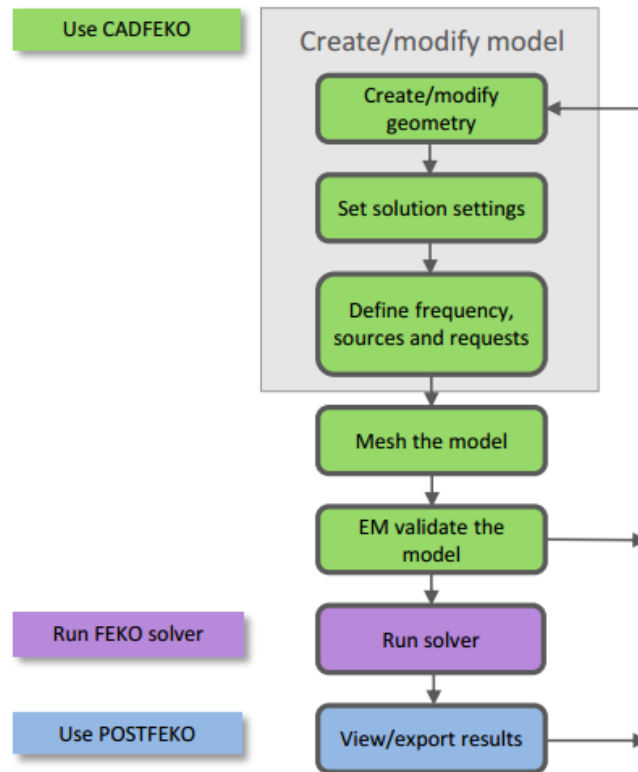 Use CADFEKO
Create/modify model
Create/modify
geometry
Set solution settings
Define frequency,
sources and requests
Mesh the model
EM validate the
model
Run FEKO solver
Run solver
Use POSTFEKO
View/export results